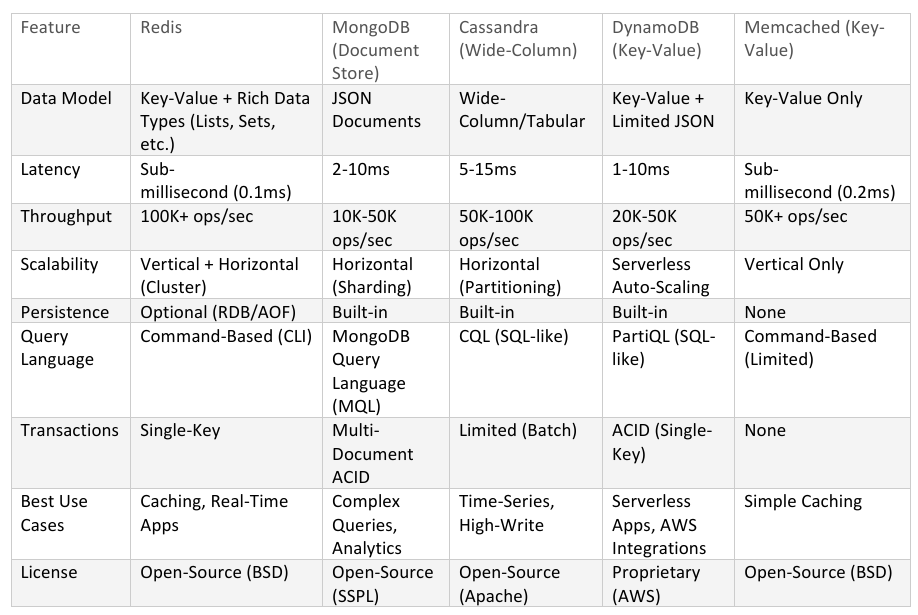 Feature
Redis
MongoDB
(Document
Store)
Cassandra
(Wide-Column)
DynamoDB
(Key-Value)
Memcached (Key-
Value)
Data Model
Key-Value + Rich Data
Types (Lists, Sets,
etc.)
JSON
Documents
Wide-
Column/Tabular
Key-Value +
Limited JSON
Key-Value Only
Latency
Sub-
millisecond (0.1ms)
2-10ms
5-15ms
1-10ms
Sub-
millisecond (0.2ms)
Throughput
100K+ ops/sec
10K-50K
ops/sec
50K-100K
ops/sec
20K-50K
ops/sec
50K+ ops/sec
Scalability
Vertical + Horizontal
(Cluster)
Horizontal
(Sharding)
Horizontal
(Partitioning)
Serverless
Auto-Scaling
Vertical Only
Persistence
Optional (RDB/AOF)
Built-in
Built-in
Built-in
None
Query
Language
Command-Based (CLI)
MongoDB
Query
Language
(MQL)
CQL (SQL-like)
PartiQL (SQL-
like)
Command-Based
(Limited)
Transactions
Single-Key
Multi-
Document
ACID
Limited (Batch)
ACID (Single-
Key)
None
Best Use
Cases
Caching, Real-Time
Apps
Complex
Queries,
Analytics
Time-Series,
High-Write
Serverless
Apps, AWS
Integrations
Simple Caching
License
Open-Source (BSD)
Open-Source
(SSPL)
Open-Source
(Apache)
Proprietary
(AWS)
Open-Source (BSD)